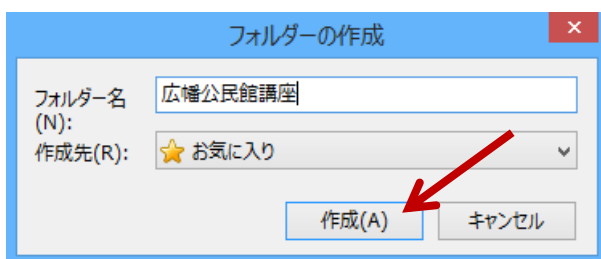 フォルダーの作成
フォルダー名
(N):
広幡公民館講座
作成先(R):
お気に入り
作成(A)
キャンセル